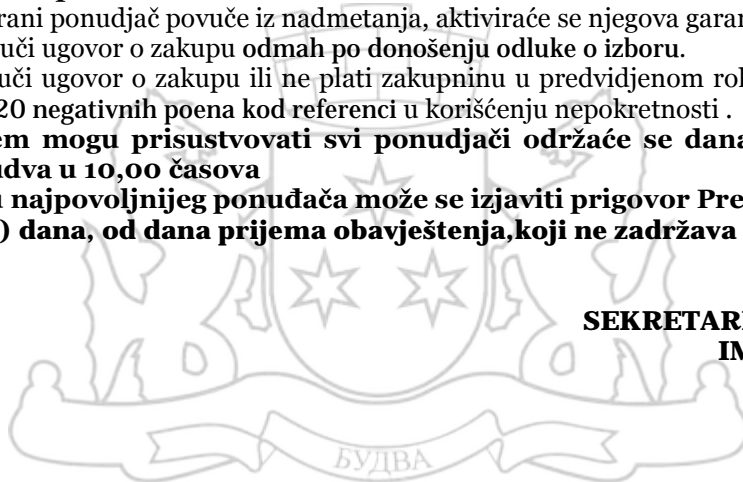 rani ponudjač povuče iz nadmetanja, aktiviraće se njegova garan
uči ugovor o zakupu odmah po donošenju odluke o izboru.
uči ugovor o zakupu ili ne plati zakupninu u predvidjenom rol
20 negativnih poena kod referenci u korišćenju nepokretnosti .
em mogu prisustvovati svi ponudjači održaće se dana
udva u 10,00 časova
u najpovoljnijeg ponuđača može se izjaviti prigovor Pre
) dana, od dana prijema obavještenja,koji ne zadržava
SEKRETARI
IM
БУДВА